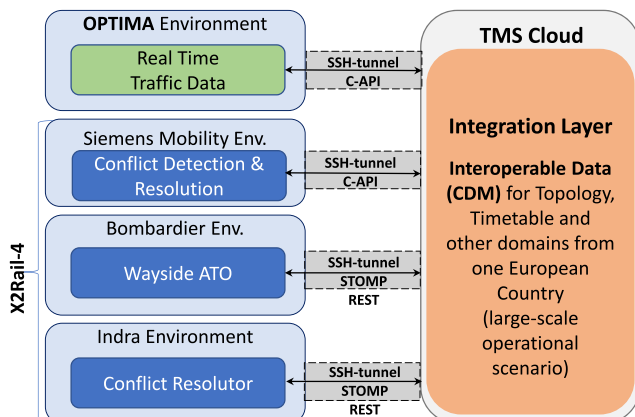 OPTIMA Environment
Real Time
Traffic Data
SSH-tunnel
C-API
X2Rail-4
Siemens Mobility Env.
Conflict Detection &
Resolution
SSH-tunnel
C-API
Bombardier Env.
Wayside ATO
SSH-tunnel
STOMP
REST
Indra Environment
Conflict Resolutor
SSH-tunnel
STOMP
REST
TMS Cloud
Integration Layer
Interoperable Data
(CDM) for Topology,
Timetable and
other domains from
one European
Country
(large-scale
operational
scenario)